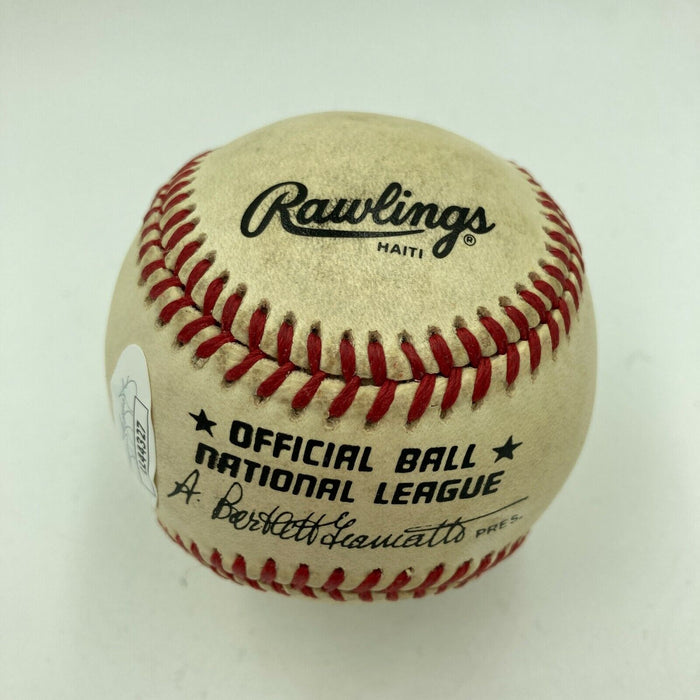 Rawlings®
HAITI
★ OFFICIAL BALL ★
NATIONAL LEAGUE
A. Bartlett Giamatti PRES.